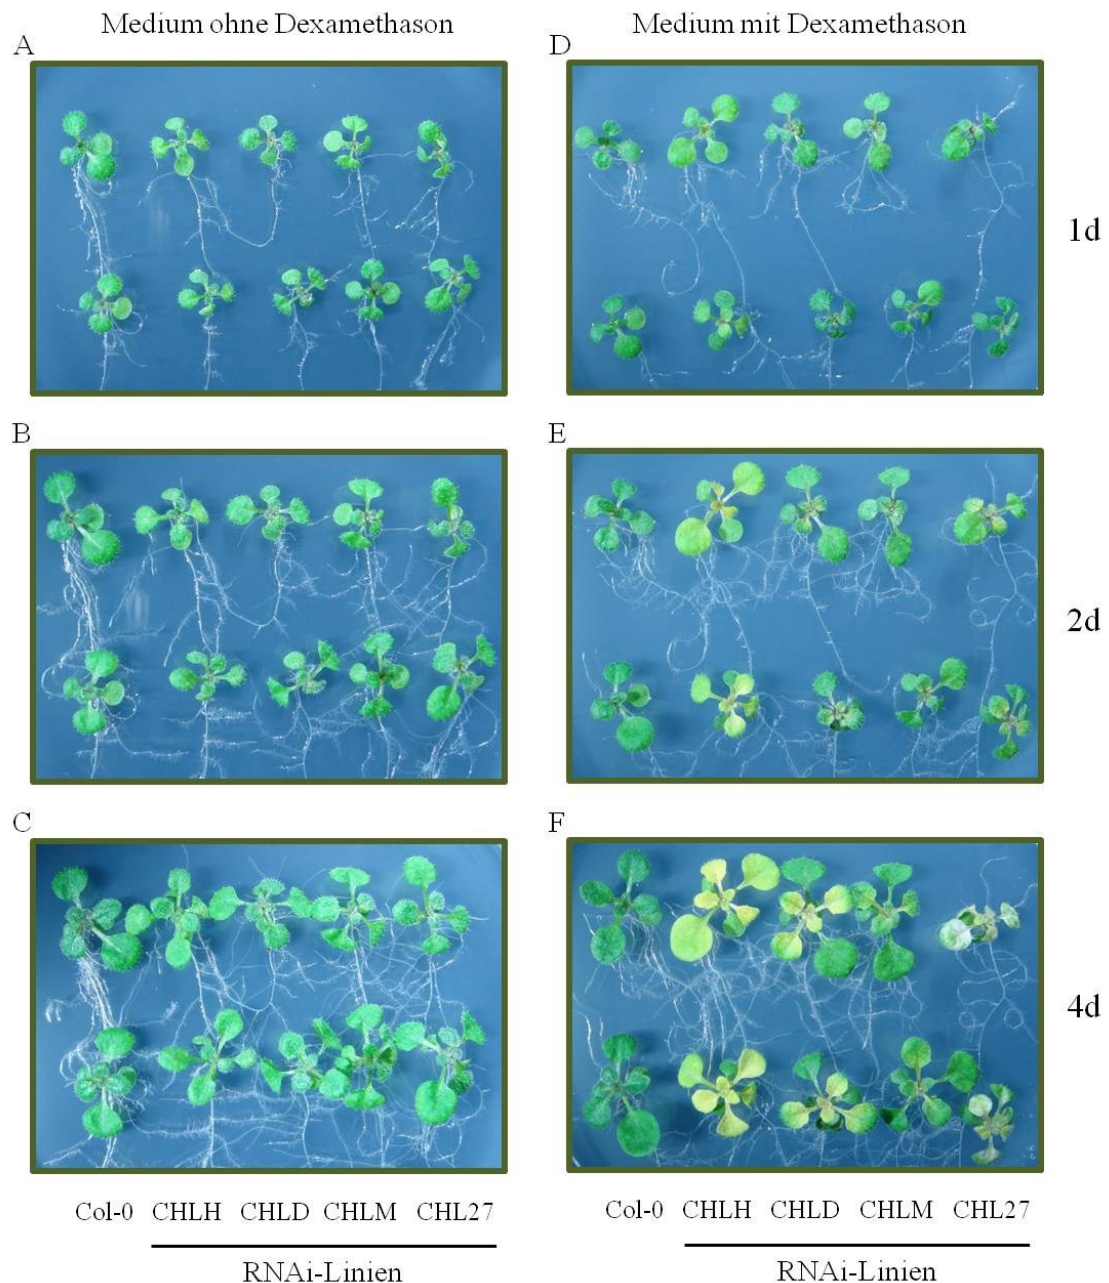 Medium ohne Dexamethason
Medium mit Dexamethason
A
D
1d
B
E
2d
C
F
4d
Col-0 CHLH CHLD CHLM CHL27
Col-0 CHLH CHLD CHLM CHL27
RNAi-Linien
RNAi-Linien